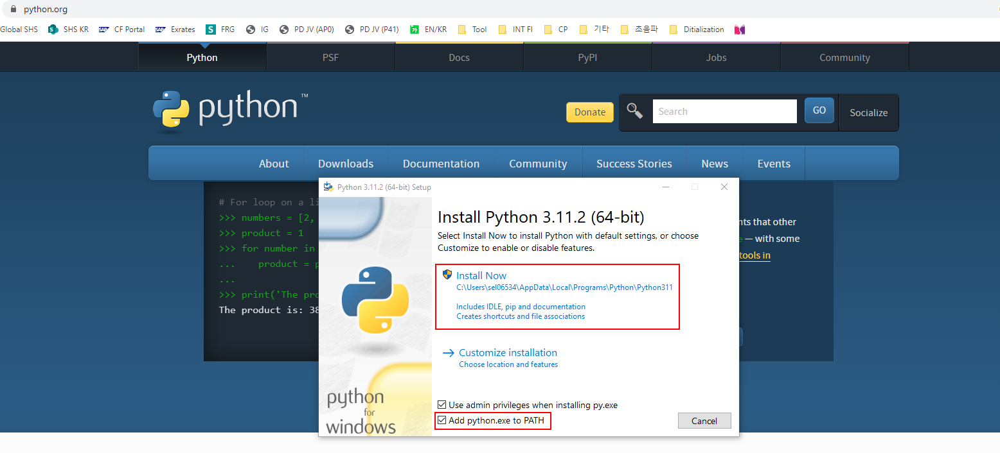 python.org
Global SHS SHS KR CF Portal Exrates FRG IG PD JV (AP0) PD JV (P41) EN/KR Tool INT FI CP 기타 초음파 Ditialization
Python PSF Docs PyPI Jobs Community
python™
Donate Search GO Socialize
About Downloads Documentation Community Success Stories News Events
Python 3.11.2 (64-bit) Setup
# For loop on a li
>>> numbers = [2,
>>> product = 1
>>> for number in
... product = p
...
>>> print('The pro
The product is: 38
nts that other
e — with some
tools in
Install Python 3.11.2 (64-bit)
Select Install Now to install Python with default settings, or choose
Customize to enable or disable features.
Install Now
C:\Users\sel06534\AppData\Local\Programs\Python\Python311
Includes IDLE, pip and documentation
Creates shortcuts and file associations
Customize installation
Choose location and features
Use admin privileges when installing py.exe
Add python.exe to PATH
Cancel
python
for
windows